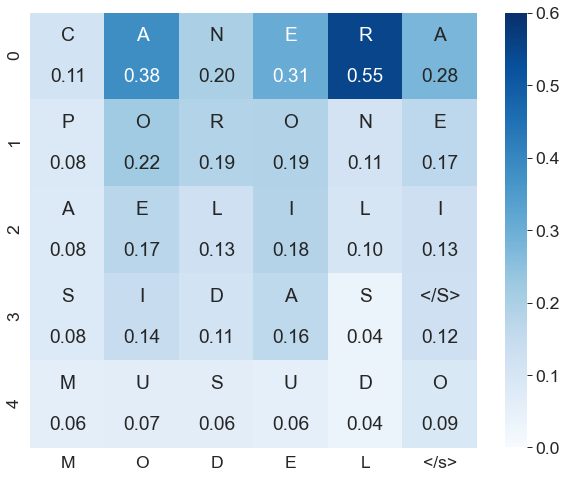 C A N E R A
0.11 0.38 0.20 0.31 0.55 0.28
P O R O N E
0.08 0.22 0.19 0.19 0.11 0.17
A E L I L I
0.08 0.17 0.13 0.18 0.10 0.13
S I D A S </S>
0.08 0.14 0.11 0.16 0.04 0.12
M U S U D O
0.06 0.07 0.06 0.06 0.04 0.09
M O D E L </s>
0
1
2
3
4
0.6
0.5
0.4
0.3
0.2
0.1
0.0